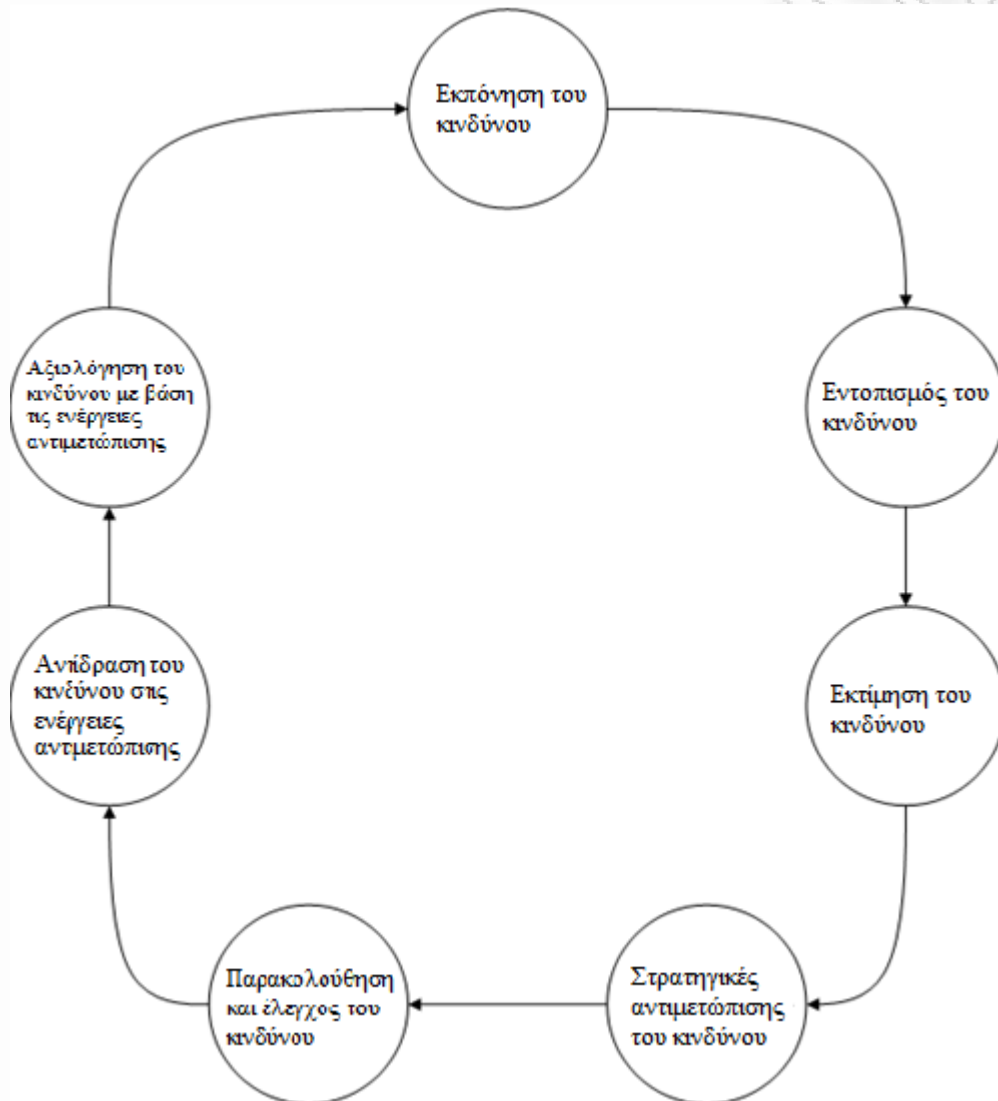 Εκπόνηση του
κινδύνου
Εντοπισμός του
κινδύνου
Εκτίμηση του
κινδύνου
Στρατηγικές
αντιμετώπισης
του κινδύνου
Παρακολούθηση
και έλεγχος του
κινδύνου
Αντίδραση του
κινδύνου στις
ενέργειες
αντιμετώπισης
Αξιολόγηση του
κινδύνου με βάση
τις ενέργειες
αντιμετώπισης